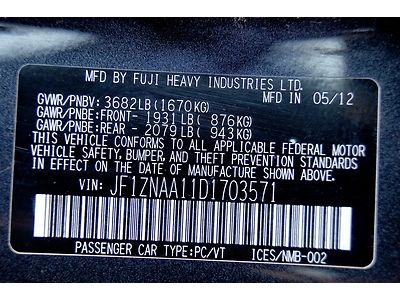 MFD BY FUJI HEAVY INDUSTRIES LTD.
GVWR/PNBV: 3682LB(1670KG) IN 05/12
GAWR/PNBE:FRONT- 1931LB( 876KG)
GAWR/PNBE:REAR - 2079LB( 943KG)
THIS VEHICLE CONFORMS TO ALL APPLICABLE FEDERAL MOTOR
VEHICLE SAFETY, BUMPER, AND THEFT PREVENTION STANDARDS
IN EFFECT ON THE DATE OF MANUFACTURE SHOWN ABOVE.
VIN: JF1ZNAA11D1703571
PASSENGER CAR TYPE:PC/VT ICES/NMB-002